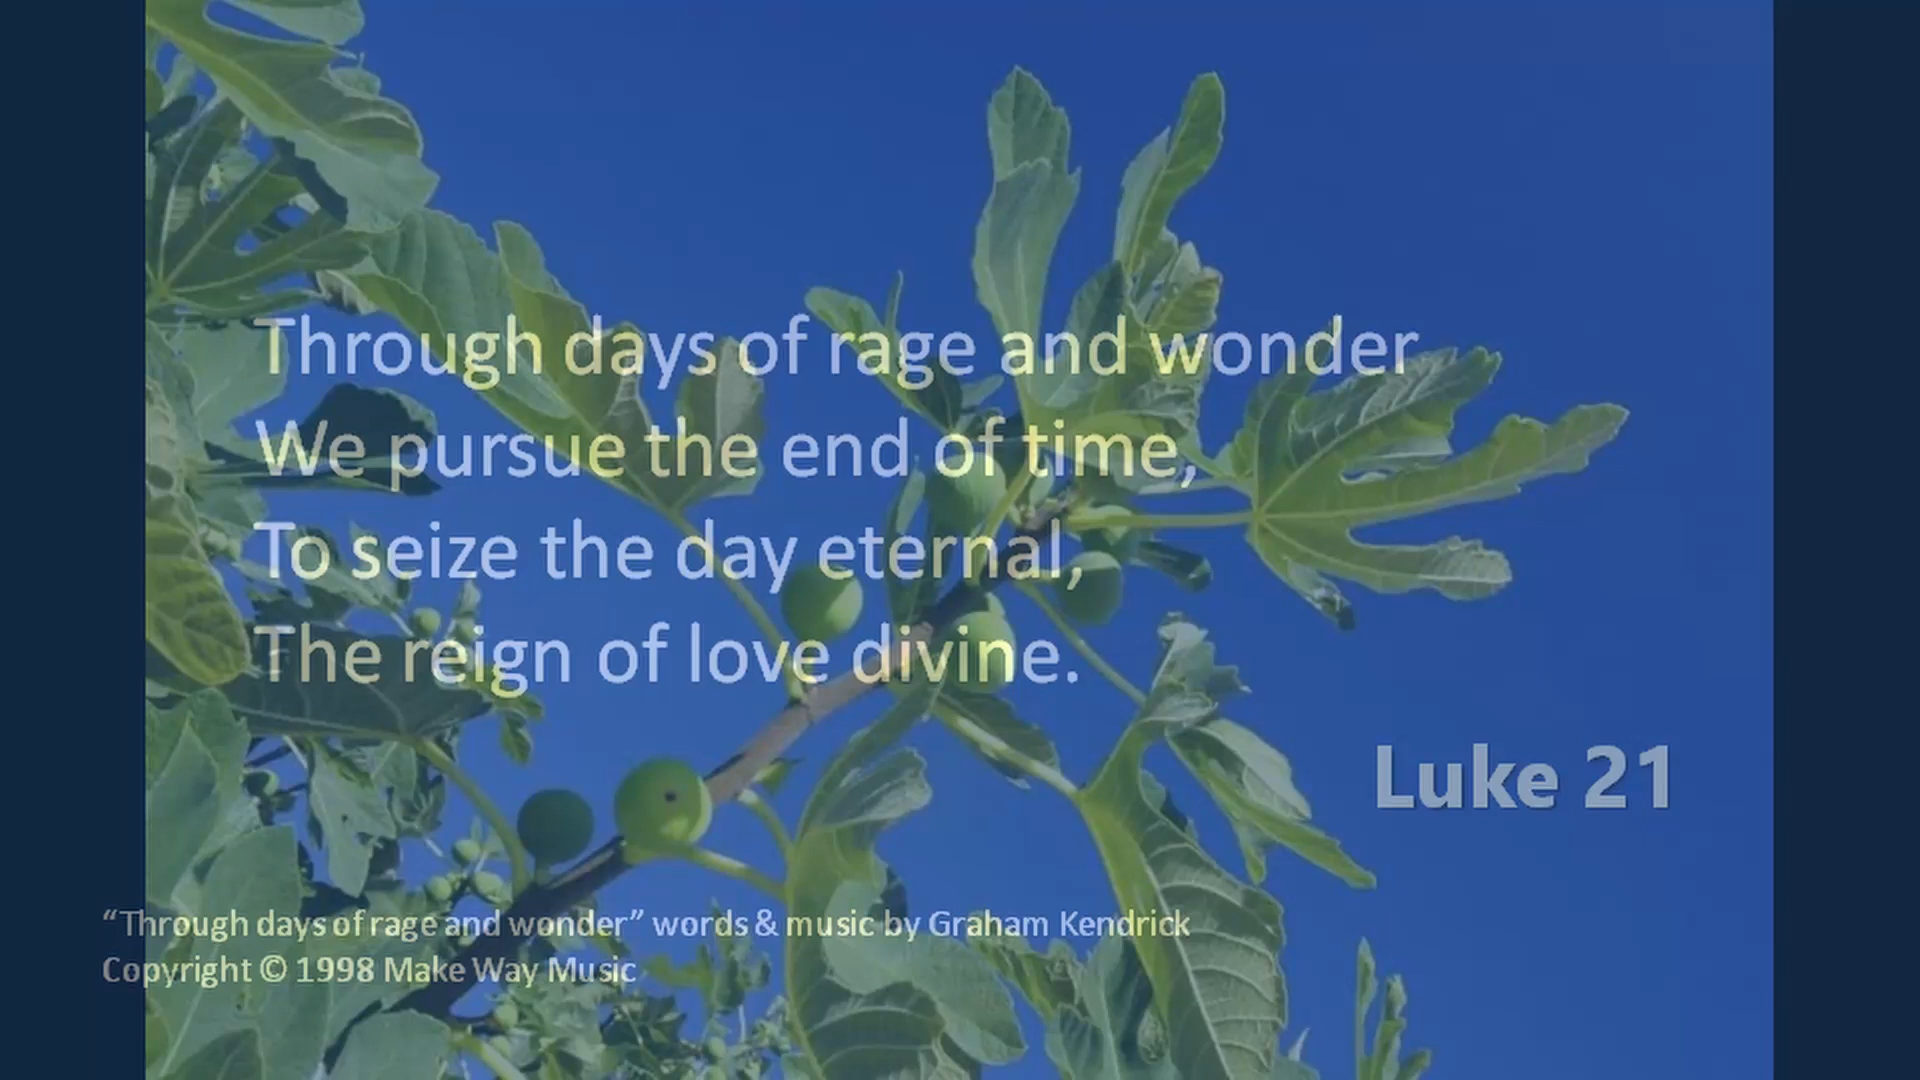 Through days of rage and wonder
We pursue the end of time,
To seize the day eternal,
The reign of love divine.
Luke 21
“Through days of rage and wonder” words & music by Graham Kendrick
Copyright © 1998 Make Way Music